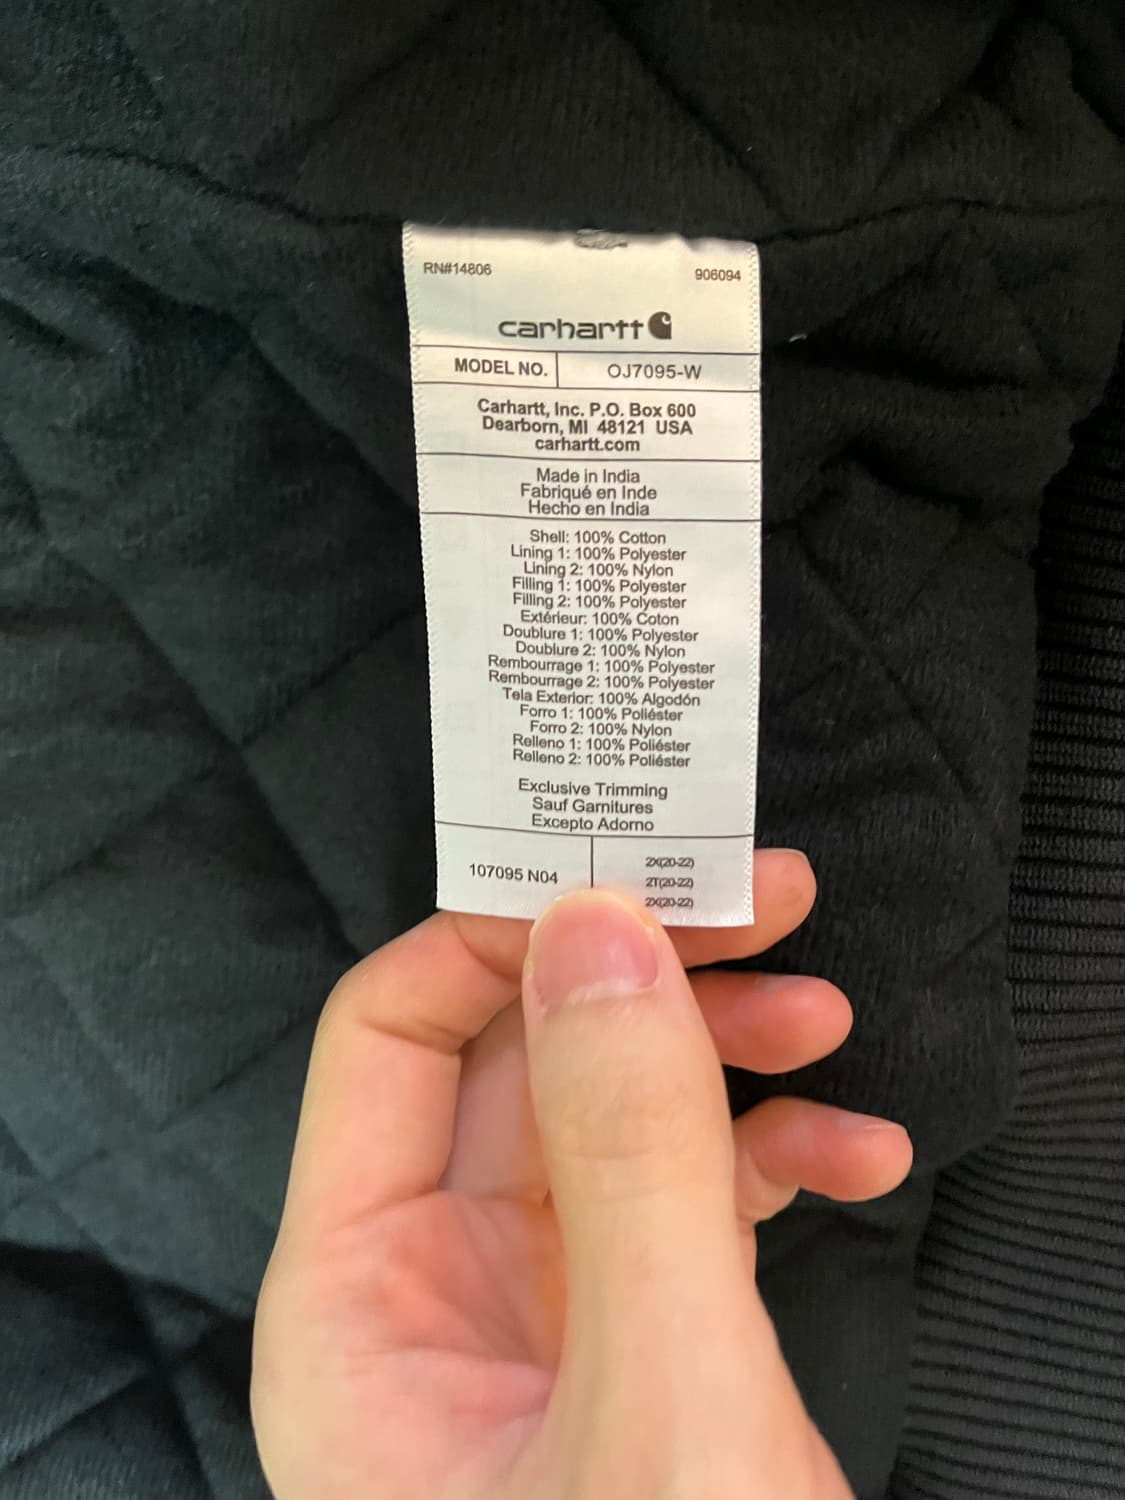 RN#14806 906094
carhartt
MODEL NO. OJ7095-W
Carhartt, Inc. P.O. Box 600
Dearborn, MI 48121 USA
carhartt.com
Made in India
Fabriqué en Inde
Hecho en India
Shell: 100% Cotton
Lining 1: 100% Polyester
Lining 2: 100% Nylon
Filling 1: 100% Polyester
Filling 2: 100% Polyester
Extérieur: 100% Coton
Doublure 1: 100% Polyester
Doublure 2: 100% Nylon
Rembourrage 1: 100% Polyester
Rembourrage 2: 100% Polyester
Tela Exterior: 100% Algodón
Forro 1: 100% Poliéster
Forro 2: 100% Nylon
Relleno 1: 100% Poliéster
Relleno 2: 100% Poliéster
Exclusive Trimming
Sauf Garnitures
Excepto Adorno
107095 N04
2X(20-22)
2T(20-22)
2X(20-22)